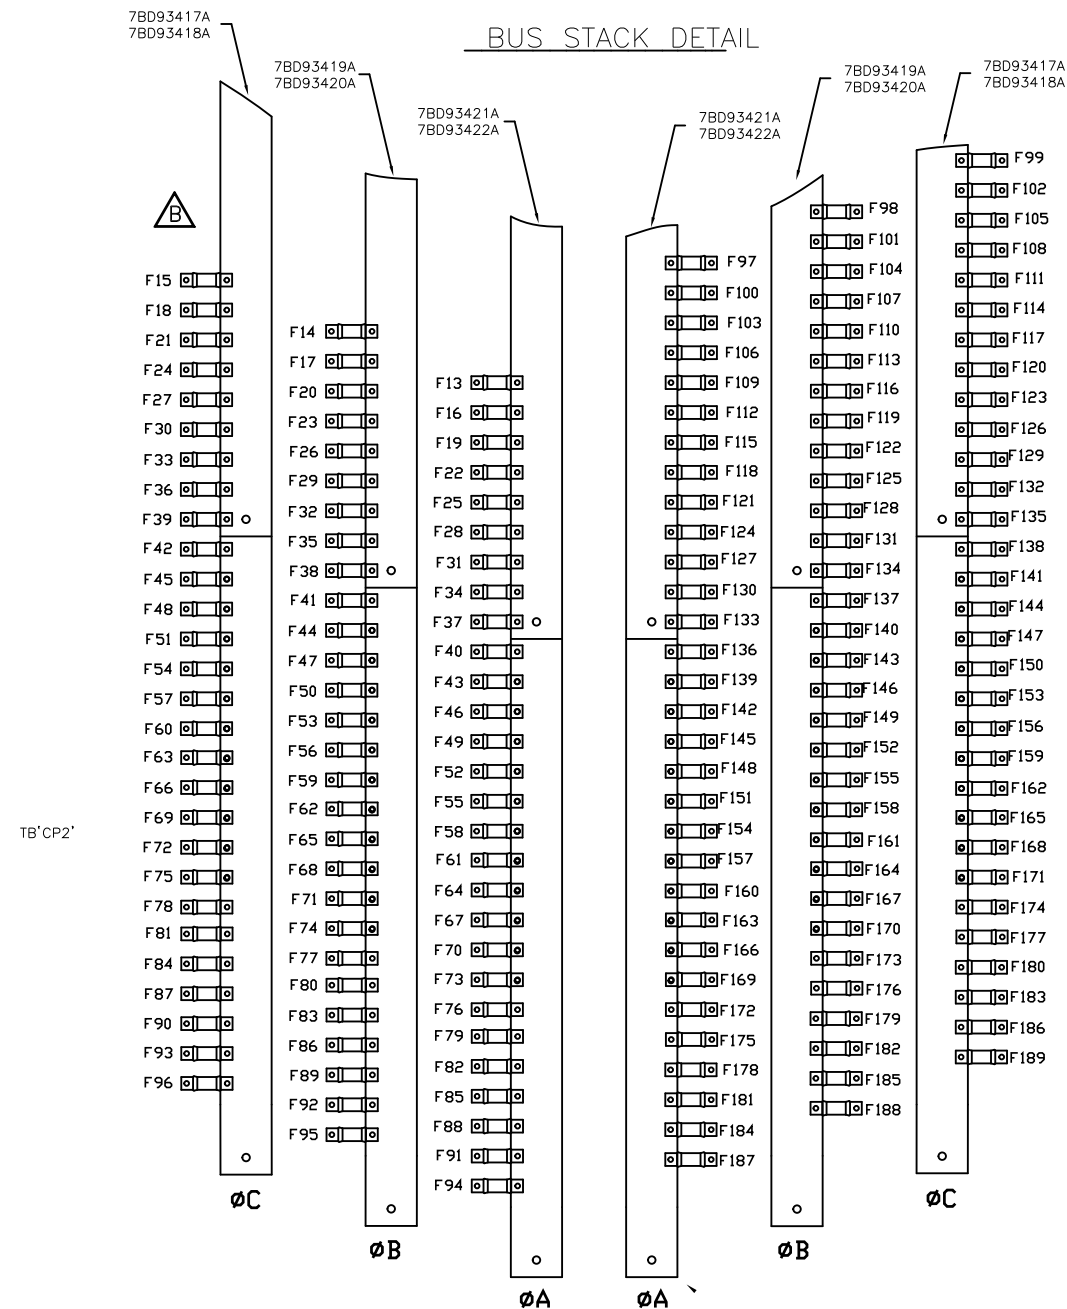 BUS STACK DETAIL
7BD93417A
7BD93418A
7BD93419A
7BD93420A
7BD93421A
7BD93422A
7BD93421A
7BD93422A
7BD93419A
7BD93420A
7BD93417A
7BD93418A
B
TB'CP2'
F15
F18
F21
F24
F27
F30
F33
F36
F39
F42
F45
F48
F51
F54
F57
F60
F63
F66
F69
F72
F75
F78
F81
F84
F87
F90
F93
F96
ØC
F14
F17
F20
F23
F26
F29
F32
F35
F38
F41
F44
F47
F50
F53
F56
F59
F62
F65
F68
F71
F74
F77
F80
F83
F86
F89
F92
F95
ØB
F13
F16
F19
F22
F25
F28
F31
F34
F37
F40
F43
F46
F49
F52
F55
F58
F61
F64
F67
F70
F73
F76
F79
F82
F85
F88
F91
F94
ØA
F97
F100
F103
F106
F109
F112
F115
F118
F121
F124
F127
F130
F133
F136
F139
F142
F145
F148
F151
F154
F157
F160
F163
F166
F169
F172
F175
F178
F181
F184
F187
ØA
F98
F101
F104
F107
F110
F113
F116
F119
F122
F125
F128
F131
F134
F137
F140
F143
F146
F149
F152
F155
F158
F161
F164
F167
F170
F173
F176
F179
F182
F185
F188
ØB
F99
F102
F105
F108
F111
F114
F117
F120
F123
F126
F129
F132
F135
F138
F141
F144
F147
F150
F153
F156
F159
F162
F165
F168
F171
F174
F177
F180
F183
F186
F189
ØC